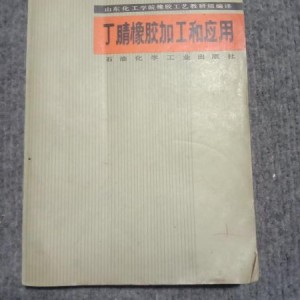 山东化工学院橡胶工艺教研组编译
丁腈橡胶加工和应用
石油化学工业出版社